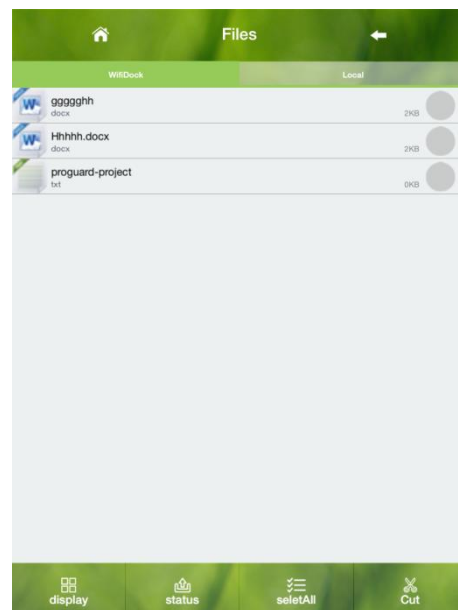 Files
WifiDock
Local
ggggghh
docx
2KB
Hhhhh.docx
docx
2KB
proguard-project
txt
0KB
display
status
seletAll
Cut